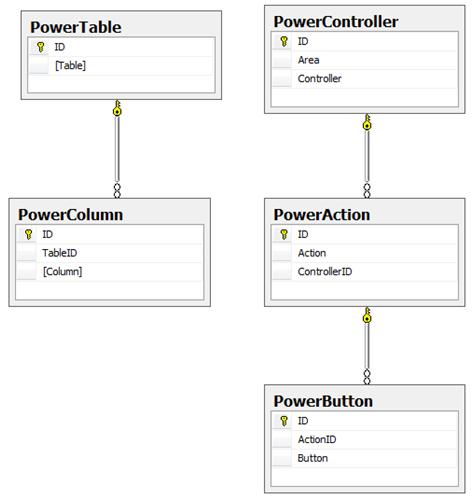 PowerTable
ID
[Table]
PowerColumn
ID
TableID
[Column]
PowerController
ID
Area
Controller
PowerAction
ID
Action
ControllerID
PowerButton
ID
ActionID
Button